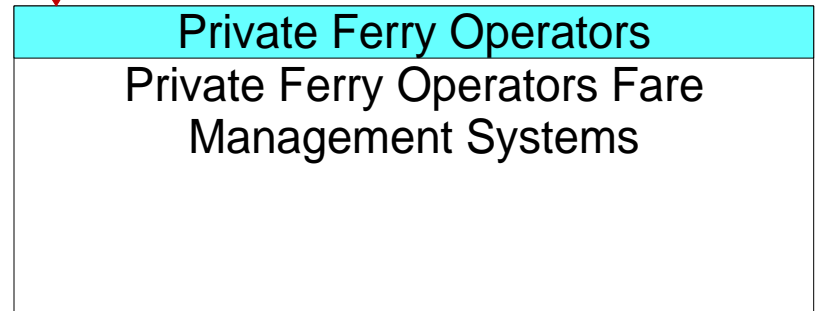 Private Ferry Operators
Private Ferry Operators Fare
Management Systems